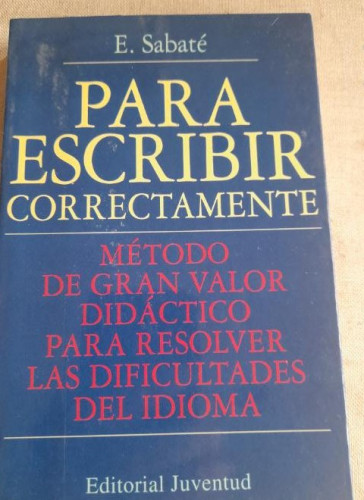 E. Sabaté
PARA
ESCRIBIR
CORRECTAMENTE
MÉTODO
DE GRAN VALOR
DIDÁCTICO
PARA RESOLVER
LAS DIFICULTADES
DEL IDIOMA
Editorial Juventud